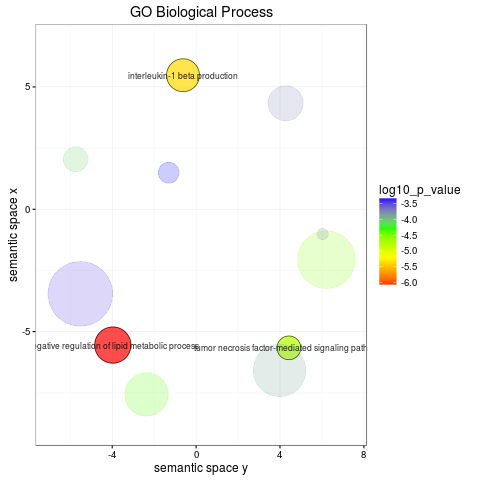 GO Biological Process
interleukin-1 beta production
egative regulation of lipid metabolic process
tumor necrosis factor-mediated signaling path
5
0
-5
-4
0
4
8
semantic space x
semantic space y
log10_p_value
-3.5
-4.0
-4.5
-5.0
-5.5
-6.0